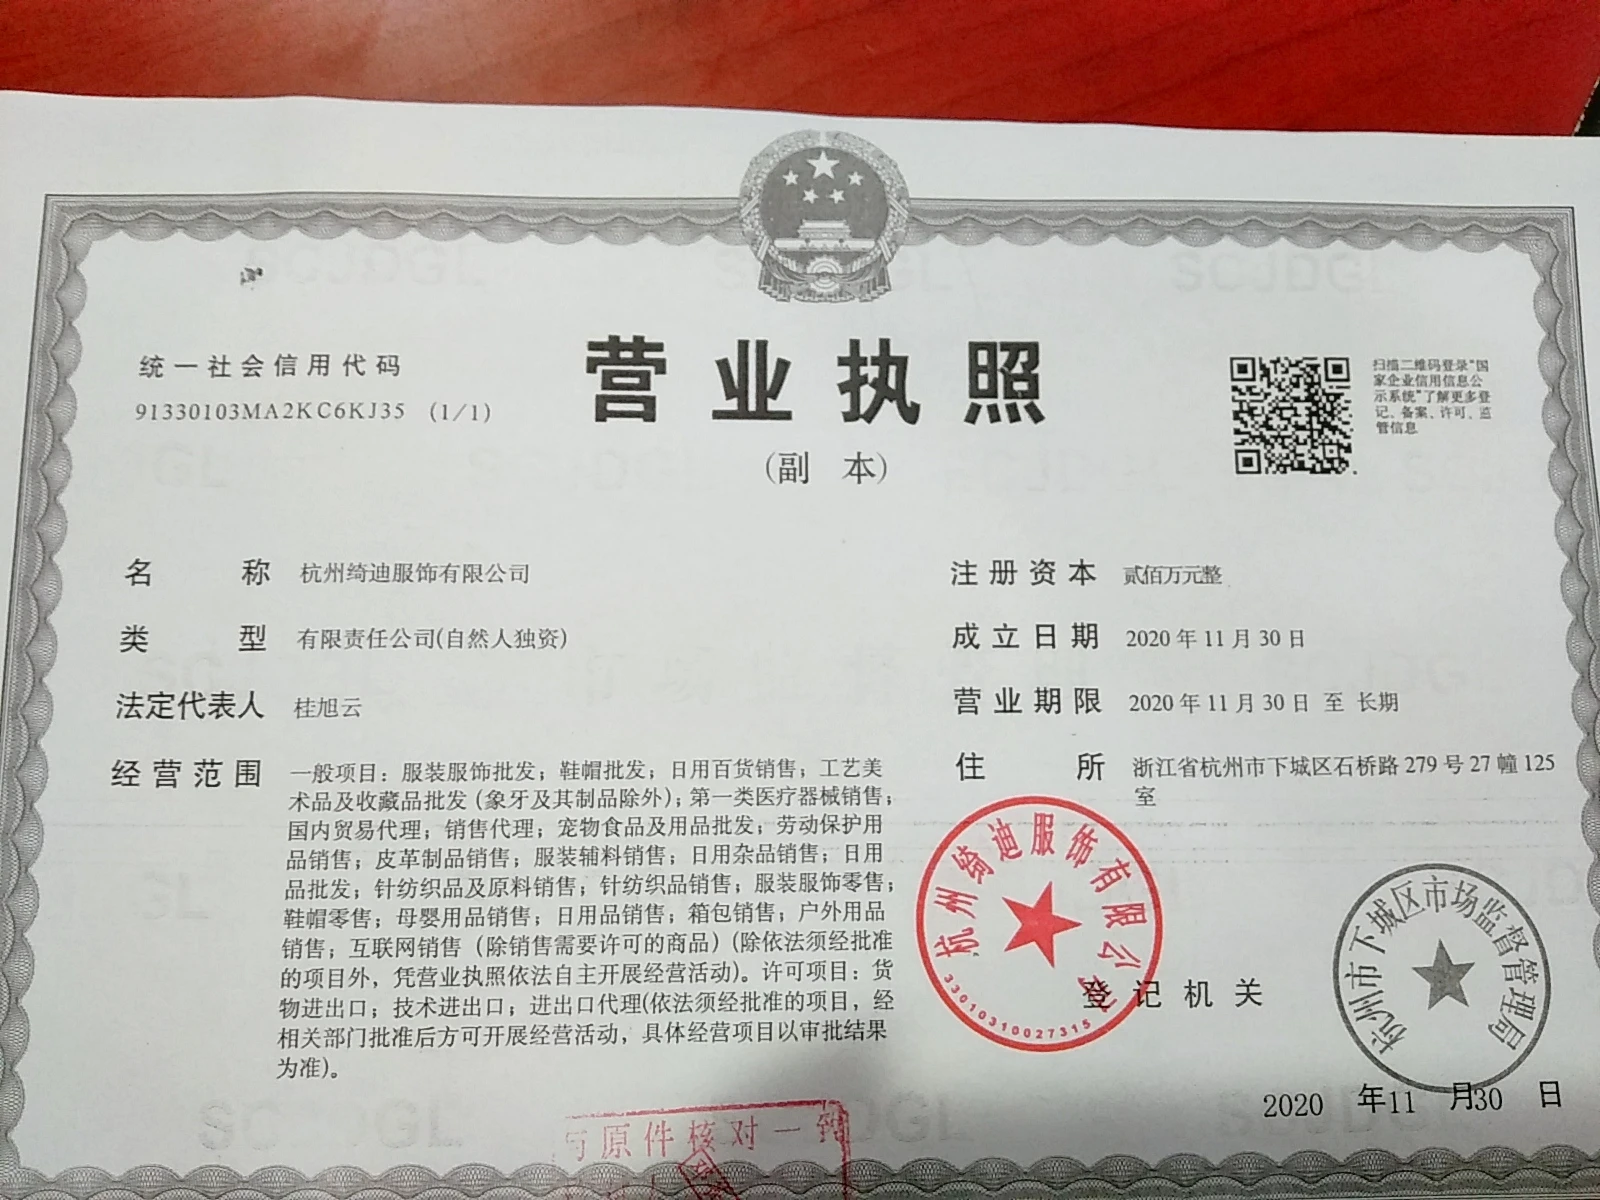 统一社会信用代码
91330103MA2KC6KJ35 (1/1)
营业执照
(副 本)
扫描二维码登录“国
家企业信用信息公
示系统”了解更多登
记、备案、许可、监
管信息
名 称 杭州绮迪服饰有限公司
类 型 有限责任公司(自然人独资)
法定代表人 桂旭云
经营范围 一般项目：服装服饰批发；鞋帽批发；日用百货销售；工艺美
术品及收藏品批发（象牙及其制品除外）；第一类医疗器械销售；
国内贸易代理；销售代理；宠物食品及用品批发；劳动保护用
品销售；皮革制品销售；服装辅料销售；日用杂品销售；日用
品批发；针纺织品及原料销售；针纺织品销售；服装服饰零售；
鞋帽零售；母婴用品销售；日用品销售；箱包销售；户外用品
销售；互联网销售（除销售需要许可的商品）(除依法须经批准
的项目外，凭营业执照依法自主开展经营活动)。许可项目：货
物进出口；技术进出口；进出口代理(依法须经批准的项目，经
相关部门批准后方可开展经营活动，具体经营项目以审批结果
为准)。
注册资本 贰佰万元整
成立日期 2020年11月30日
营业期限 2020年11月30日 至 长期
住 所 浙江省杭州市下城区石桥路279号27幢125
室
杭州绮迪服饰有限公司
33010310027315
登记机关
杭州市下城区市场监督管理局
2020 年11 月30 日
与原件核对一致
SCJDGL